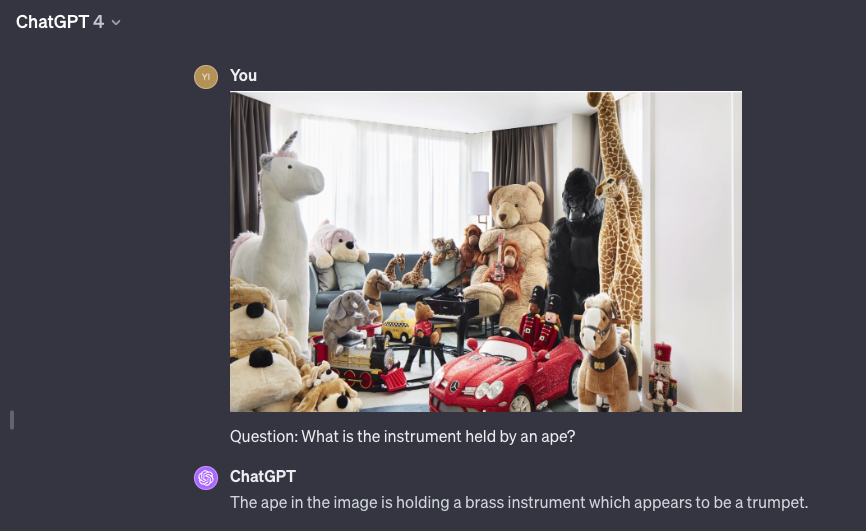 ChatGPT 4
YI
You
Question: What is the instrument held by an ape?
ChatGPT
The ape in the image is holding a brass instrument which appears to be a trumpet.